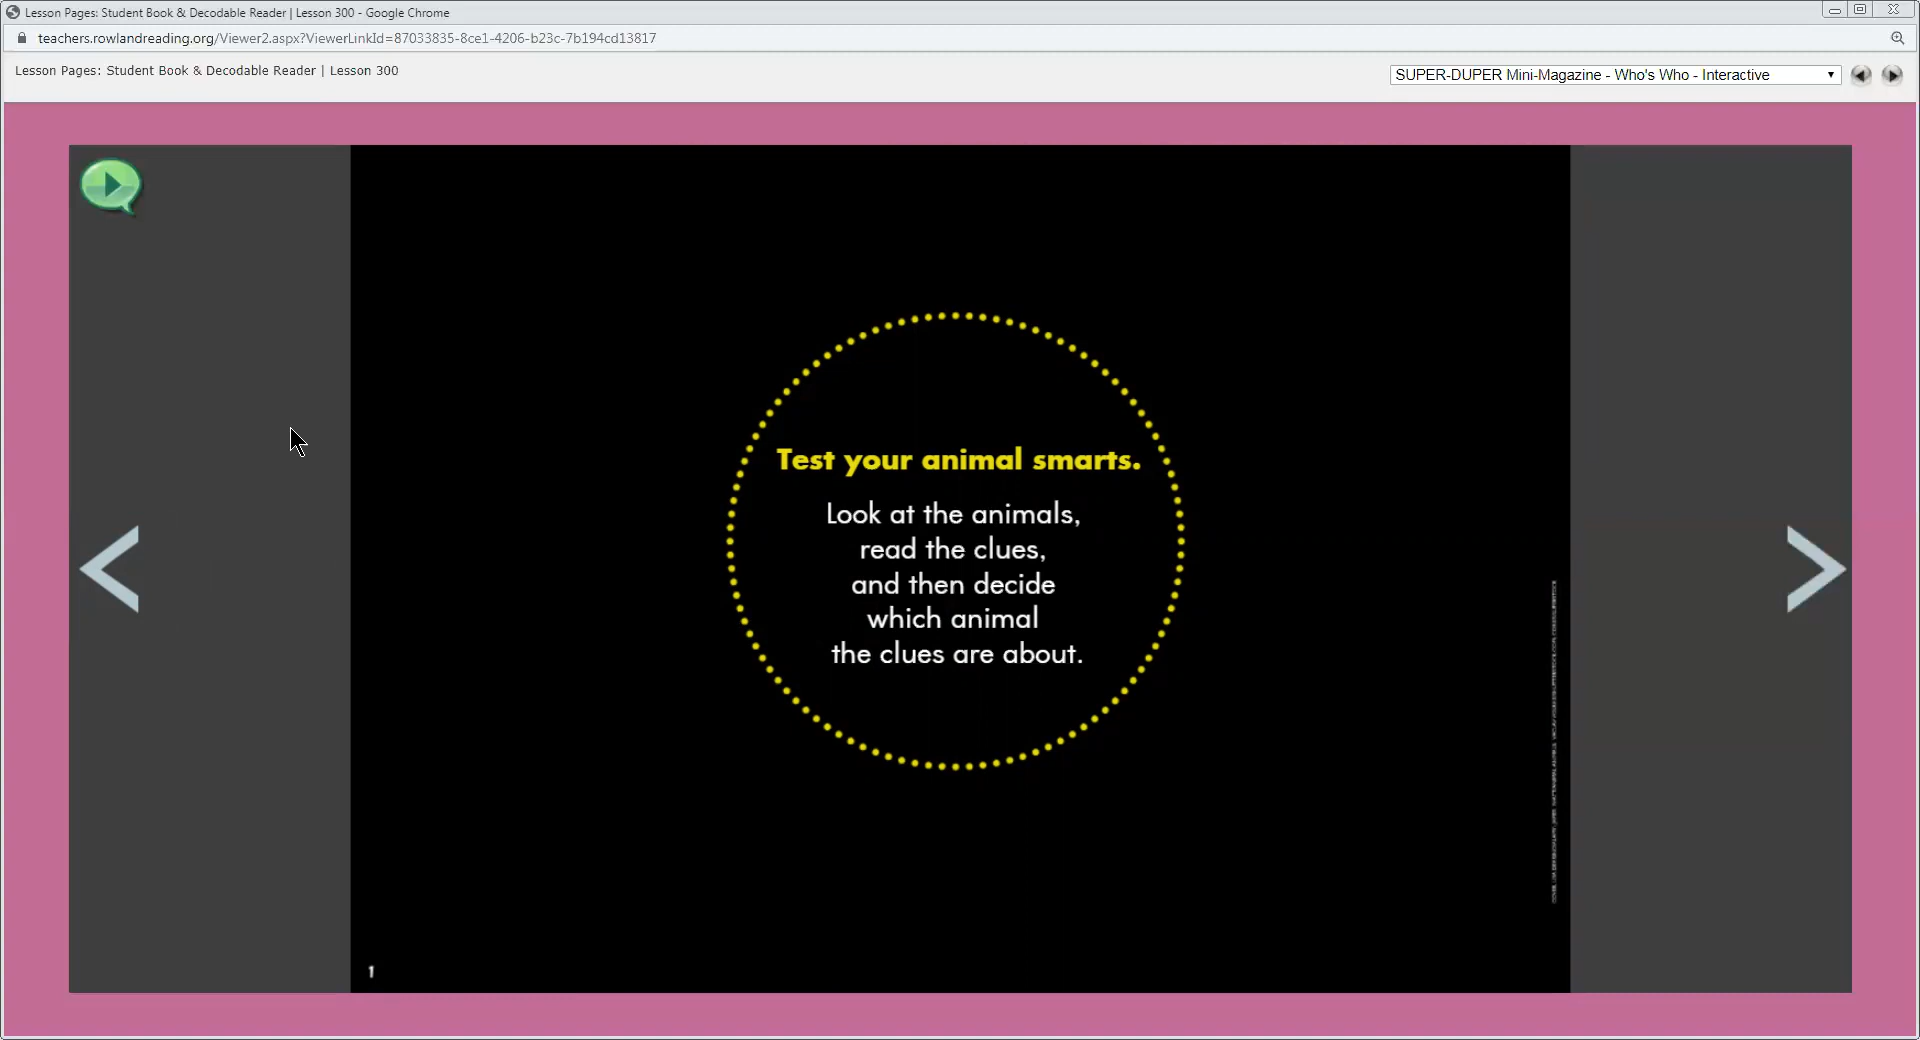 Lesson Pages: Student Book & Decodable Reader | Lesson 300 - Google Chrome
teachers.rowlandreading.org/Viewer2.aspx?ViewerLinkId=87033835-8ce1-4206-b23c-7b194cd13817
Lesson Pages: Student Book & Decodable Reader | Lesson 300
SUPER-DUPER Mini-Magazine - Who's Who - Interactive
Test your animal smarts.
Look at the animals,
read the clues,
and then decide
which animal
the clues are about.
1